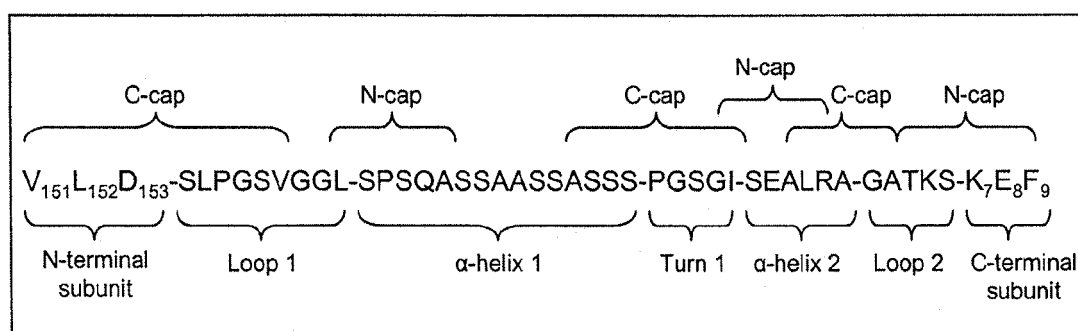 N-cap
C-cap N-cap C-cap C-cap N-cap
V₁₅₁L₁₅₂D₁₅₃-SLPGSVGGL-SPSQASSAASSASSS-PGSGI-SEALRA-GATKS-K₇E₈F₉
N-terminal subunit Loop 1 α-helix 1 Turn 1 α-helix 2 Loop 2 C-terminal subunit